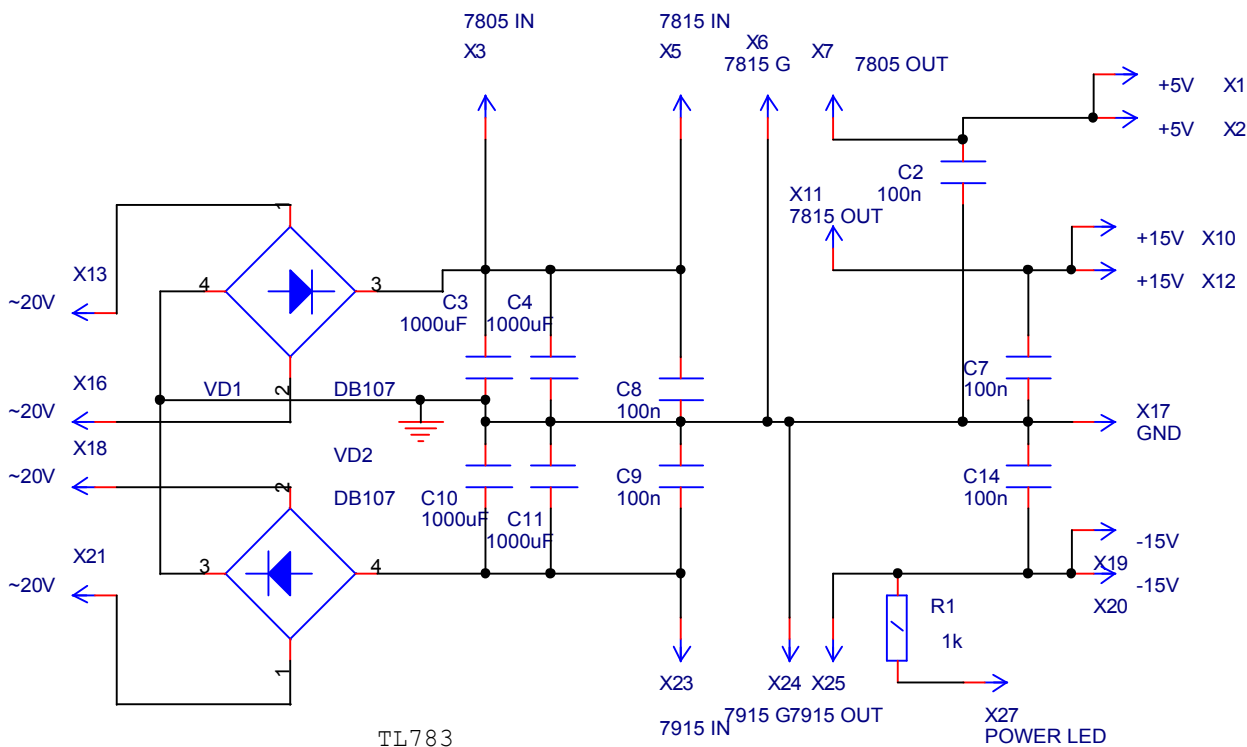 7805 IN
X3
7815 IN
X5
X6
7815 G
X7
7805 OUT
+5V X1
+5V X2
C2
100n
X11
7815 OUT
+15V X10
+15V X12
1
X13
4
3
~20V
C3
1000uF
C4
1000uF
X16
2
VD1
DB107
C8
100n
C7
100n
~20V
X17
GND
X18
VD2
~20V
2
DB107
C10
1000uF
C11
1000uF
C9
100n
C14
100n
X21
3
4
~20V
-15V
X19
-15V
X20
R1
1k
1
X23
7915 IN
X24
7915 G
X25
7915 OUT
X27
POWER LED
TL783